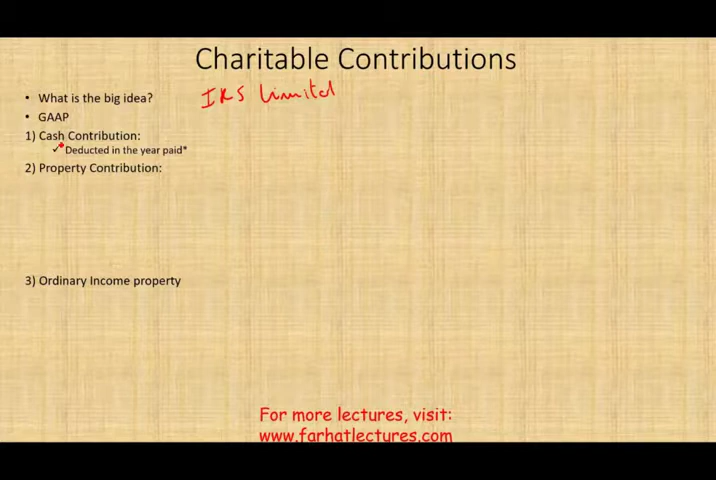 Charitable Contributions
• What is the big idea? IRS Limited
• GAAP
1) Cash Contribution:
✓ Deducted in the year paid*
2) Property Contribution:
3) Ordinary Income property
For more lectures, visit:
www.farhatlectures.com